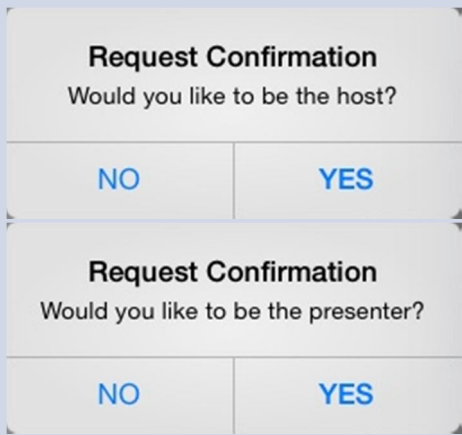 Request Confirmation
Would you like to be the host?
NO YES
Request Confirmation
Would you like to be the presenter?
NO YES